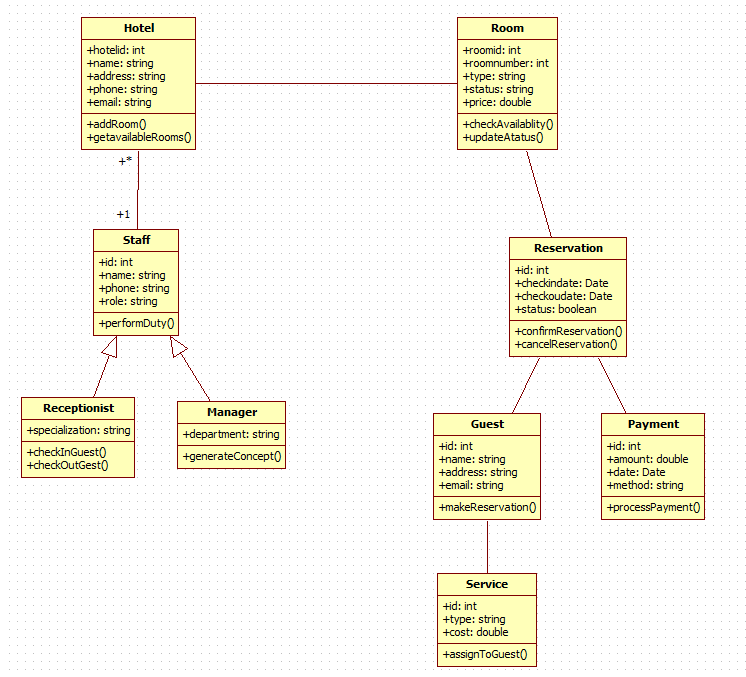 Hotel
+hotelid: int
+name: string
+address: string
+phone: string
+email: string
+addRoom()
+getavailableRooms()
Room
+roomid: int
+roomnumber: int
+type: string
+status: string
+price: double
+checkAvailablity()
+updateAtatus()
+*
+1
Staff
+id: int
+name: string
+phone: string
+role: string
+performDuty()
Reservation
+id: int
+checkindate: Date
+checkoudate: Date
+status: boolean
+confirmReservation()
+cancelReservation()
Receptionist
+specialization: string
+checkInGuest()
+checkOutGest()
Manager
+department: string
+generateConcept()
Guest
+id: int
+name: string
+address: string
+email: string
+makeReservation()
Payment
+id: int
+amount: double
+date: Date
+method: string
+processPayment()
Service
+id: int
+type: string
+cost: double
+assignToGuest()